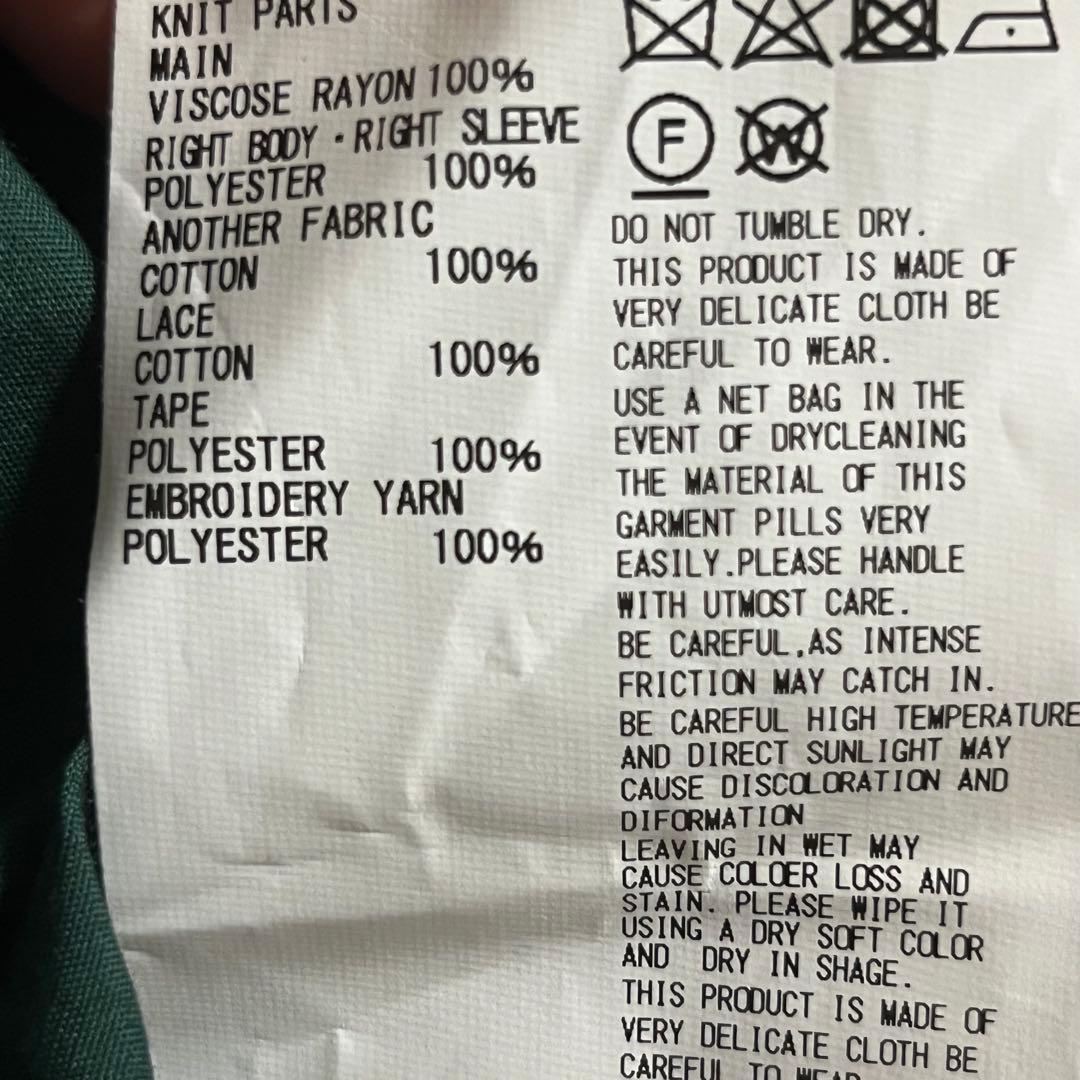 KNIT PARTS
MAIN
VISCOSE RAYON 100%
RIGHT BODY・RIGHT SLEEVE
POLYESTER 100%
ANOTHER FABRIC
COTTON 100%
LACE
COTTON 100%
TAPE
POLYESTER 100%
EMBROIDERY YARN
POLYESTER 100%
F
W
DO NOT TUMBLE DRY.
THIS PRODUCT IS MADE OF
VERY DELICATE CLOTH BE
CAREFUL TO WEAR.
USE A NET BAG IN THE
EVENT OF DRYCLEANING
THE MATERIAL OF THIS
GARMENT PILLS VERY
EASILY.PLEASE HANDLE
WITH UTMOST CARE.
BE CAREFUL,AS INTENSE
FRICTION MAY CATCH IN.
BE CAREFUL HIGH TEMPERATURE
AND DIRECT SUNLIGHT MAY
CAUSE DISCOLORATION AND
DIFORMATION
LEAVING IN WET MAY
CAUSE COLOER LOSS AND
STAIN. PLEASE WIPE IT
USING A DRY SOFT COLOR
AND DRY IN SHAGE.
THIS PRODUCT IS MADE OF
VERY DELICATE CLOTH BE
CAREFUL TO WEAR